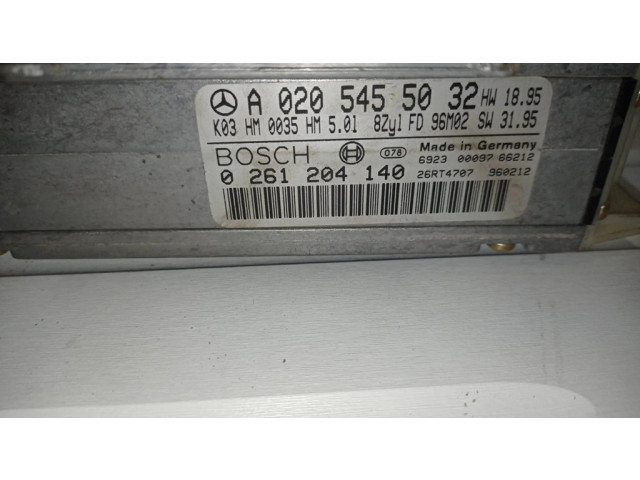 A 020 545 50 32 HW 18.95
K03 HM 0035 HM 5.01 8Zyl FD 96M02 SW 31.95
BOSCH 078 Made in Germany
6923 00097 66212
0 261 204 140 26RT4707 960212